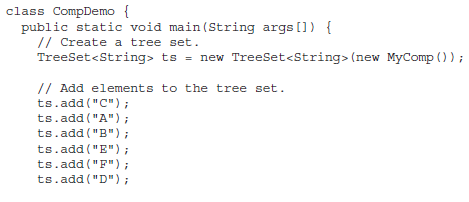 class CompDemo {
public static void main(String args[]) {
// Create a tree set.
TreeSet<String> ts = new TreeSet<String>(new MyComp());
// Add elements to the tree set.
ts.add("C");
ts.add("A");
ts.add("B");
ts.add("E");
ts.add("F");
ts.add("D");